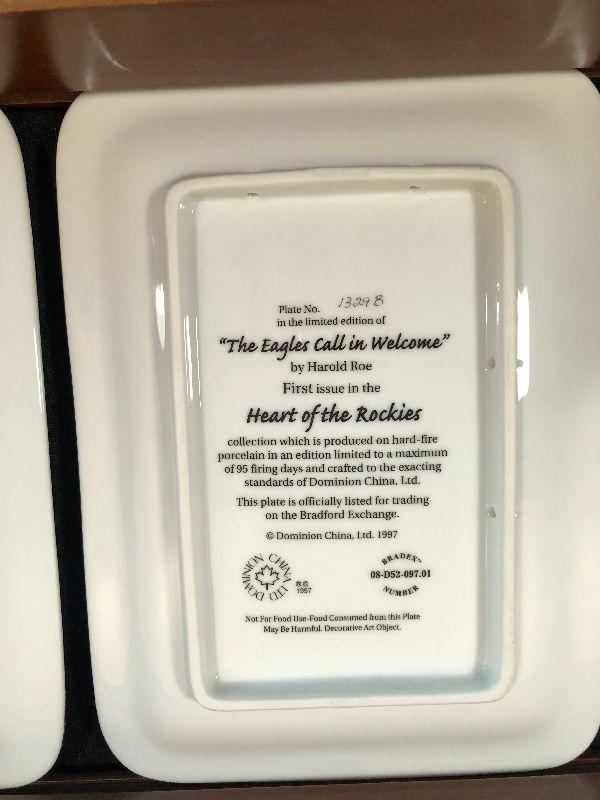 Plate No. 1329B
in the limited edition of
“The Eagles Call in Welcome”
by Harold Roe
First issue in the
Heart of the Rockies
collection which is produced on hard-fire
porcelain in an edition limited to a maximum
of 95 firing days and crafted to the exacting
standards of Dominion China, Ltd.
This plate is officially listed for trading
on the Bradford Exchange.
© Dominion China, Ltd. 1997
DOMINION CHINA LTD
1997
BRADEX™
08-D52-097.01
NUMBER
Not For Food Use-Food Consumed from this Plate
May Be Harmful. Decorative Art Object.